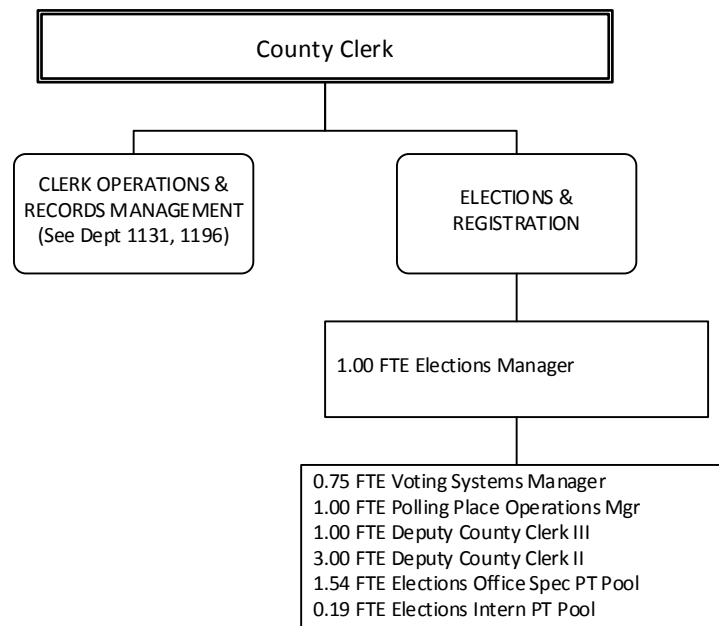 County Clerk
CLERK OPERATIONS &
RECORDS MANAGEMENT
(See Dept 1131, 1196)
ELECTIONS &
REGISTRATION
1.00 FTE Elections Manager
0.75 FTE Voting Systems Manager
1.00 FTE Polling Place Operations Mgr
1.00 FTE Deputy County Clerk III
3.00 FTE Deputy County Clerk II
1.54 FTE Elections Office Spec PT Pool
0.19 FTE Elections Intern PT Pool